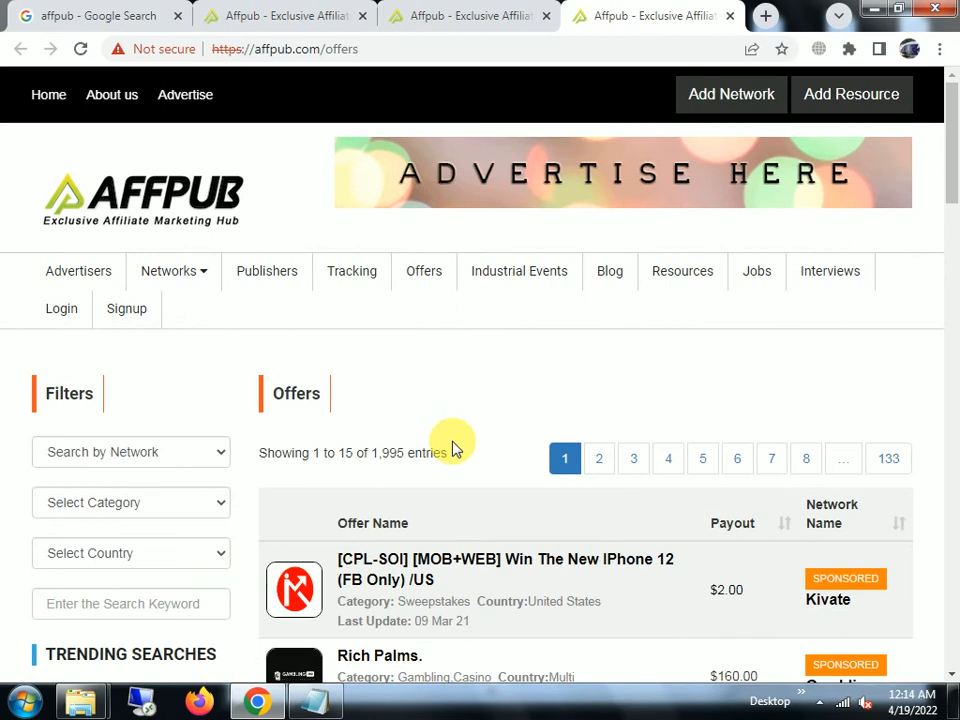 affpub - Google Search
Affpub - Exclusive Affiliat
Affpub - Exclusive Affiliat
Affpub - Exclusive Affiliat
Not secure
https://affpub.com/offers
Home
About us
Advertise
Add Network
Add Resource
AFFPUB
Exclusive Affiliate Marketing Hub
ADVERTISE HERE
Advertisers
Networks
Publishers
Tracking
Offers
Industrial Events
Blog
Resources
Jobs
Interviews
Login
Signup
Filters
Offers
Search by Network
Showing 1 to 15 of 1,995 entries
1 2 3 4 5 6 7 8 ... 133
Select Category
Select Country
Enter the Search Keyword
TRENDING SEARCHES
Offer Name
Payout
Network
Name
[CPL-SOI] [MOB+WEB] Win The New IPhone 12
(FB Only) /US
Category: Sweepstakes Country:United States
Last Update: 09 Mar 21
$2.00
SPONSORED
Kivate
Rich Palms.
Category: Gambling,Casino Country:Multi
$160.00
SPONSORED
Desktop
12:14 AM
4/19/2022